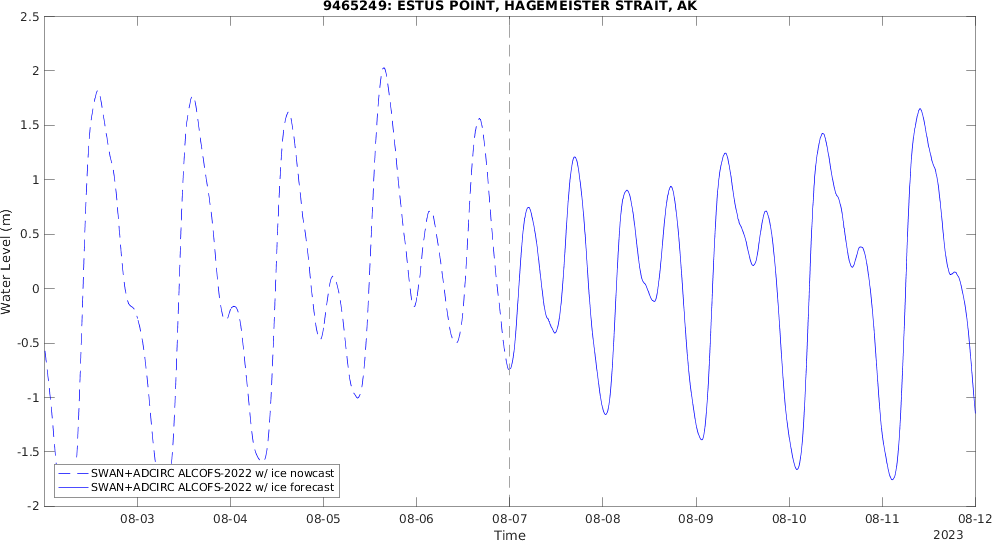 9465249: ESTUS POINT, HAGEMEISTER STRAIT, AK
2.5
2
1.5
1
0.5
0
-0.5
-1
-1.5
-2
Water Level (m)
SWAN+ADCIRC ALCOFS-2022 w/ ice nowcast
SWAN+ADCIRC ALCOFS-2022 w/ ice forecast
08-03 08-04 08-05 08-06 08-07 08-08 08-09 08-10 08-11 08-12
Time
2023